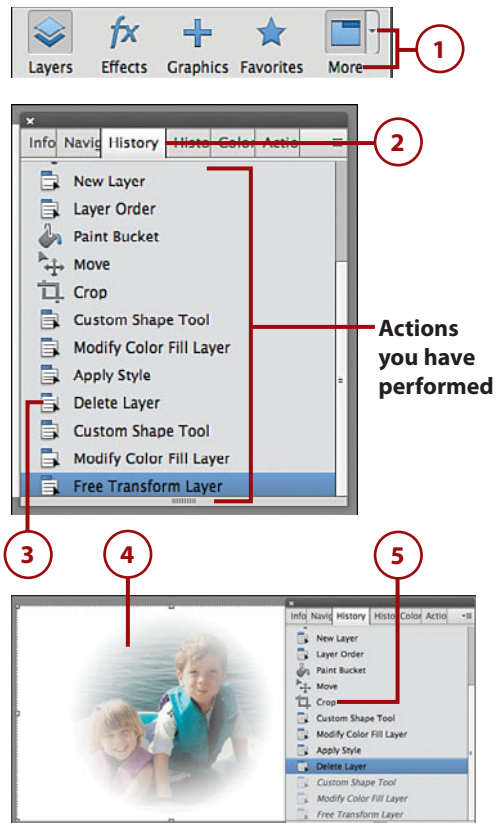 Layers Effects Graphics Favorites More
1
×
Info Navig History Histo Color Actio
2
New Layer
Layer Order
Paint Bucket
Move
Crop
Custom Shape Tool
Modify Color Fill Layer
Apply Style
Delete Layer
Custom Shape Tool
Modify Color Fill Layer
Free Transform Layer
Actions
you have
performed
3
4
5
×
Info Navig History Histo Color Actio
New Layer
Layer Order
Paint Bucket
Move
Crop
Custom Shape Tool
Modify Color Fill Layer
Apply Style
Delete Layer
Custom Shape Tool
Modify Color Fill Layer
Free Transform Layer